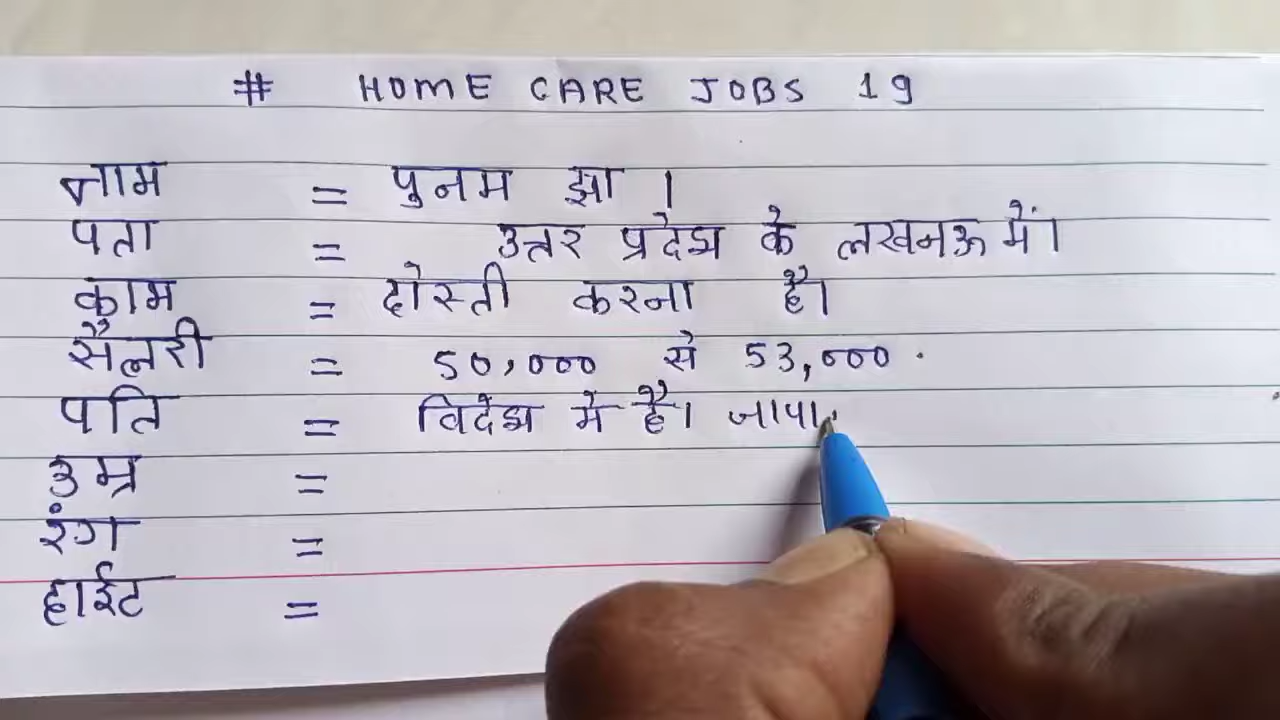 # HOME CARE JOBS 19
नाम = पुनम झा ।
पता = उत्तर प्रदेश के लखनऊ में।
काम = दोस्ती करना है।
सैलरी = 50,000 से 53,000 .
पति = विदेश में है। जापा
उम्र =
रंग =
हाईट =